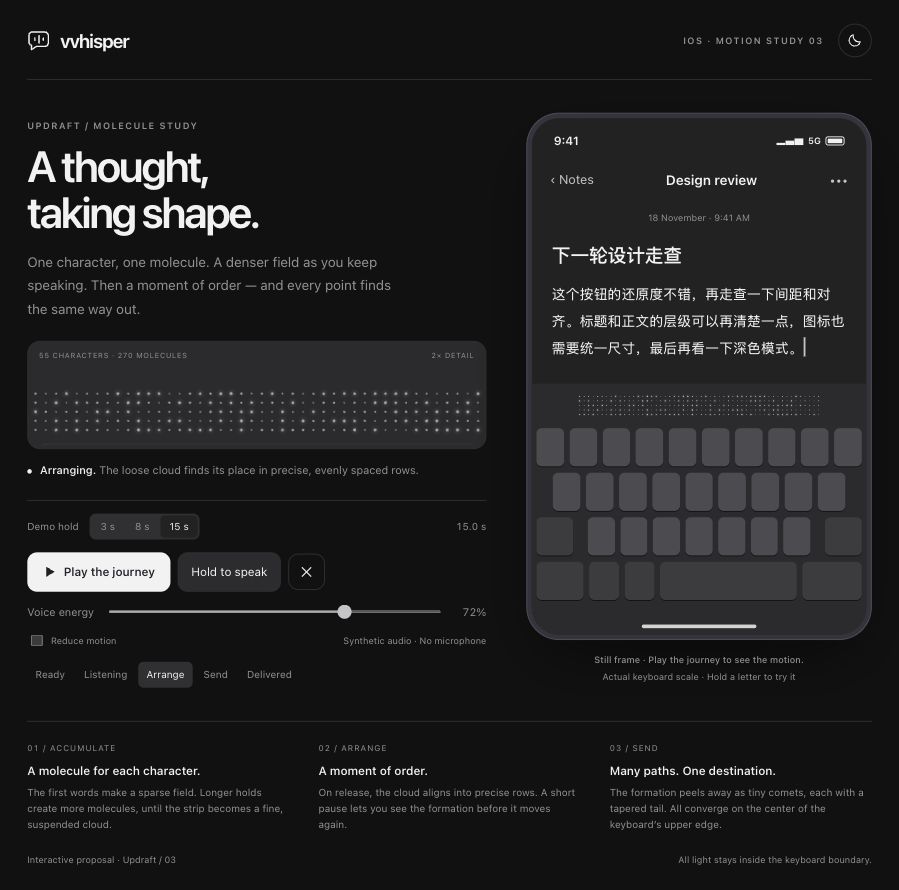 vvhisper
IOS · MOTION STUDY 03
UPDRAFT / MOLECULE STUDY
A thought,
taking shape.
One character, one molecule. A denser field as you keep
speaking. Then a moment of order — and every point finds
the same way out.
55 CHARACTERS · 270 MOLECULES
2× DETAIL
Arranging. The loose cloud finds its place in precise, evenly spaced rows.
Demo hold
3 s
8 s
15 s
15.0 s
Play the journey
Hold to speak
Voice energy
72%
Reduce motion
Synthetic audio · No microphone
Ready
Listening
Arrange
Send
Delivered
9:41
5G
‹ Notes
Design review
18 November · 9:41 AM
下一轮设计走查
这个按钮的还原度不错，再走查一下间距和对
齐。标题和正文的层级可以再清楚一点，图标也
需要统一尺寸，最后再看一下深色模式。
Still frame · Play the journey to see the motion.
Actual keyboard scale · Hold a letter to try it
01 / ACCUMULATE
A molecule for each character.
The first words make a sparse field. Longer holds
create more molecules, until the strip becomes a fine,
suspended cloud.
02 / ARRANGE
A moment of order.
On release, the cloud aligns into precise rows. A short
pause lets you see the formation before it moves
again.
03 / SEND
Many paths. One destination.
The formation peels away as tiny comets, each with a
tapered tail. All converge on the center of the
keyboard's upper edge.
Interactive proposal · Updraft / 03
All light stays inside the keyboard boundary.